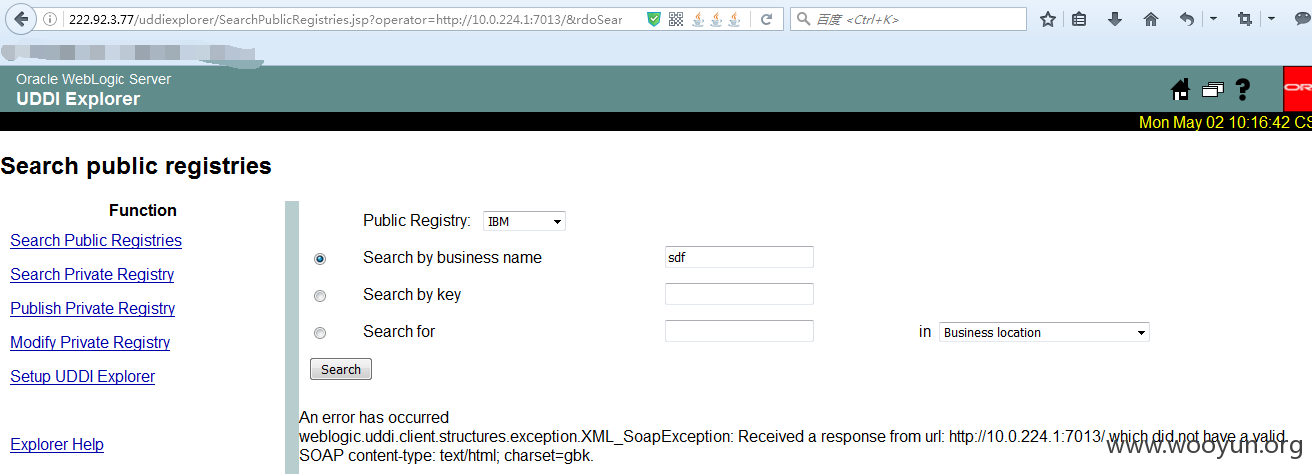 222.92.3.77/uddiexplorer/SearchPublicRegistries.jsp?operator=http://10.0.224.1:7013/&rdoSear
百度 <Ctrl+K>
Oracle WebLogic Server
UDDI Explorer
OR
Mon May 02 10:16:42 CS
Search public registries
Function
Search Public Registries
Search Private Registry
Publish Private Registry
Modify Private Registry
Setup UDDI Explorer
Explorer Help
Public Registry: IBM
Search by business name sdf
Search by key
Search for in Business location
Search
An error has occurred
weblogic.uddi.client.structures.exception.XML_SoapException: Received a response from url: http://10.0.224.1:7013/ which did not have a valid
SOAP content-type: text/html; charset=gbk.
www.wooyun.org